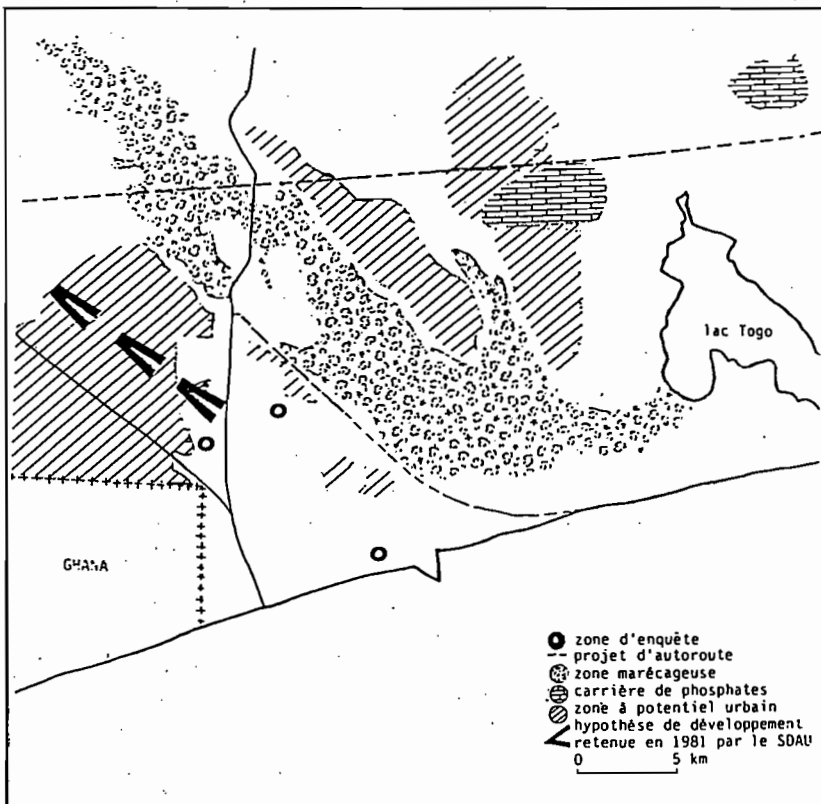 lac Togo
GHANA
zone d'enquête
projet d'autoroute
zone marécageuse
carrière de phosphates
zone à potentiel urbain
hypothèse de développement
retenue en 1981 par le SDAU
0 5 km